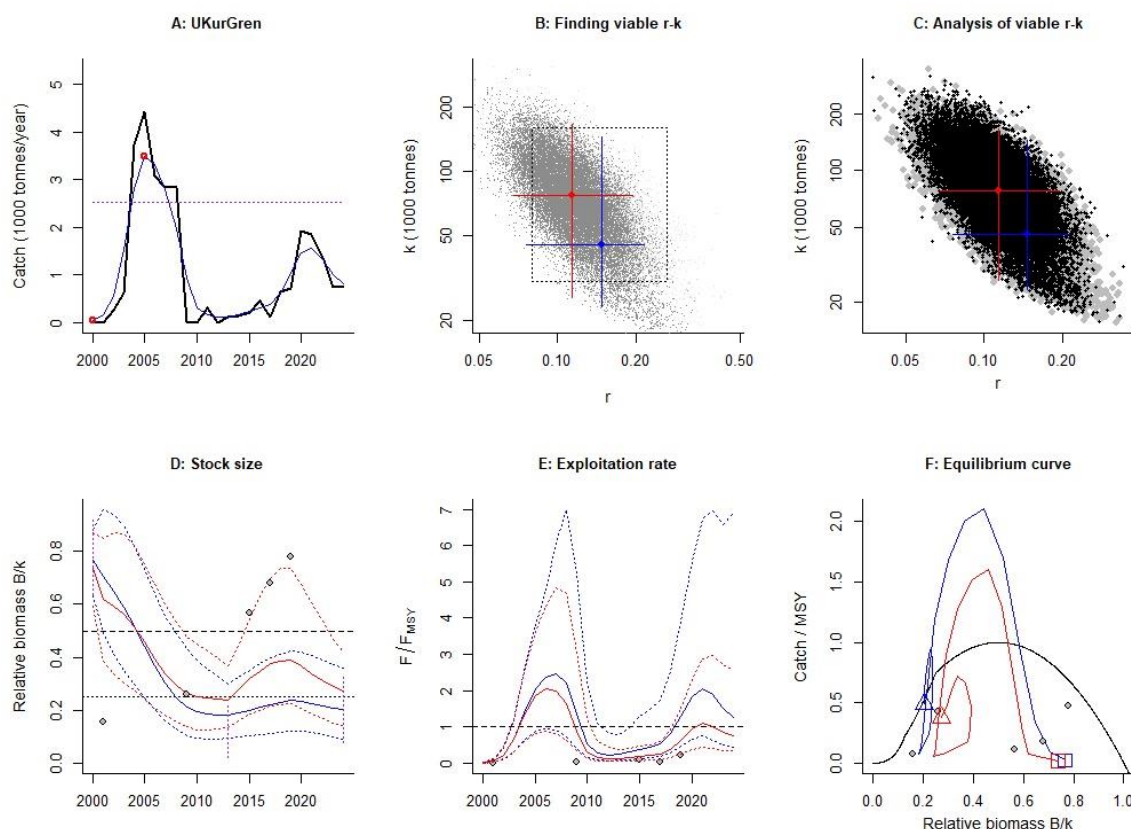 A: UKurGren
Catch (1000 tonnes/year)
5
4
3
2
1
0
2000 2005 2010 2015 2020
B: Finding viable r-k
k (1000 tonnes)
200
100
50
20
0.05 0.10 0.20 0.50
r
C: Analysis of viable r-k
k (1000 tonnes)
200
100
50
20
0.05 0.10 0.20
r
D: Stock size
Relative biomass B/k
0.8
0.6
0.4
0.2
0.0
2000 2005 2010 2015 2020
E: Exploitation rate
F / FMSY
7
6
5
4
3
2
1
0
2000 2005 2010 2015 2020
F: Equilibrium curve
Catch / MSY
2.0
1.5
1.0
0.5
0.0
0.0 0.2 0.4 0.6 0.8 1.0
Relative biomass B/k